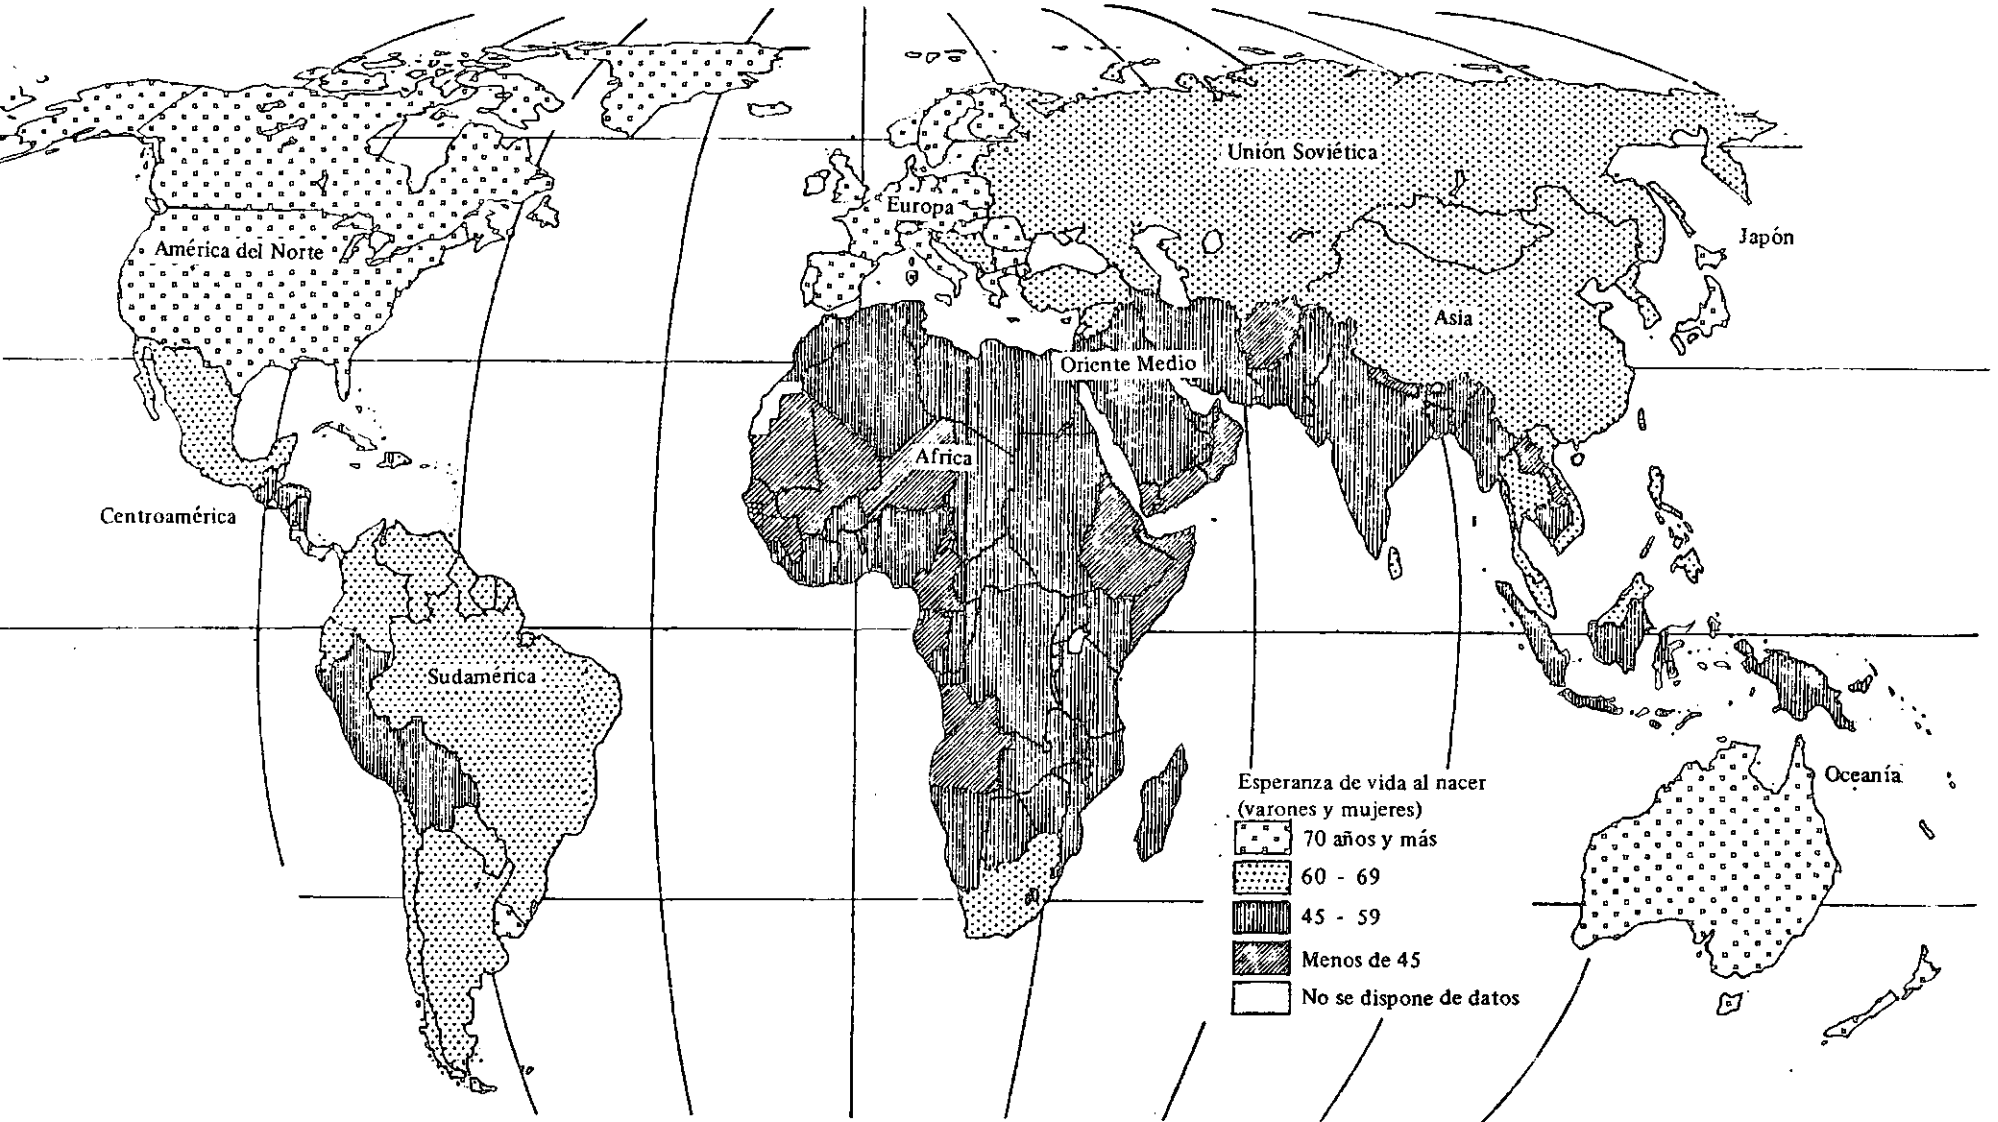 Unión Soviética
Europa
América del Norte
Japón
Asia
Oriente Medio
Africa
Centroamérica
Sudamérica
Oceanía
Esperanza de vida al nacer
(varones y mujeres)
70 años y más
60 - 69
45 - 59
Menos de 45
No se dispone de datos